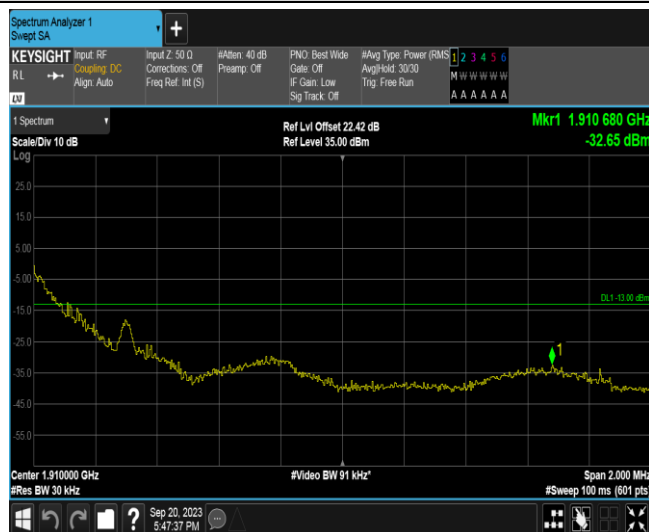 Spectrum Analyzer 1
Swept SA
+
KEYSIGHT
RL
LXI
Input: RF
Coupling: DC
Align: Auto
Input Z: 50 Ω
Corrections: Off
Freq Ref: Int (S)
#Atten: 40 dB
Preamp: Off
PNO: Best Wide
Gate: Off
IF Gain: Low
Sig Track: Off
#Avg Type: Power (RMS
Avg|Hold: 30/30
Trig: Free Run
1 2 3 4 5 6
M W W W W W
A A A A A A
1 Spectrum
Scale/Div 10 dB
Ref Lvl Offset 22.42 dB
Ref Level 35.00 dBm
Mkr1 1.910 680 GHz
-32.65 dBm
Log
25.0
15.0
5.00
-5.00
-15.0
DL1 -13.00 dBm
-25.0
1
-35.0
-45.0
-55.0
Center 1.910000 GHz
#Video BW 91 kHz*
Span 2.000 MHz
#Res BW 30 kHz
#Sweep 100 ms (601 pts)
?
Sep 20, 2023
5:47:37 PM